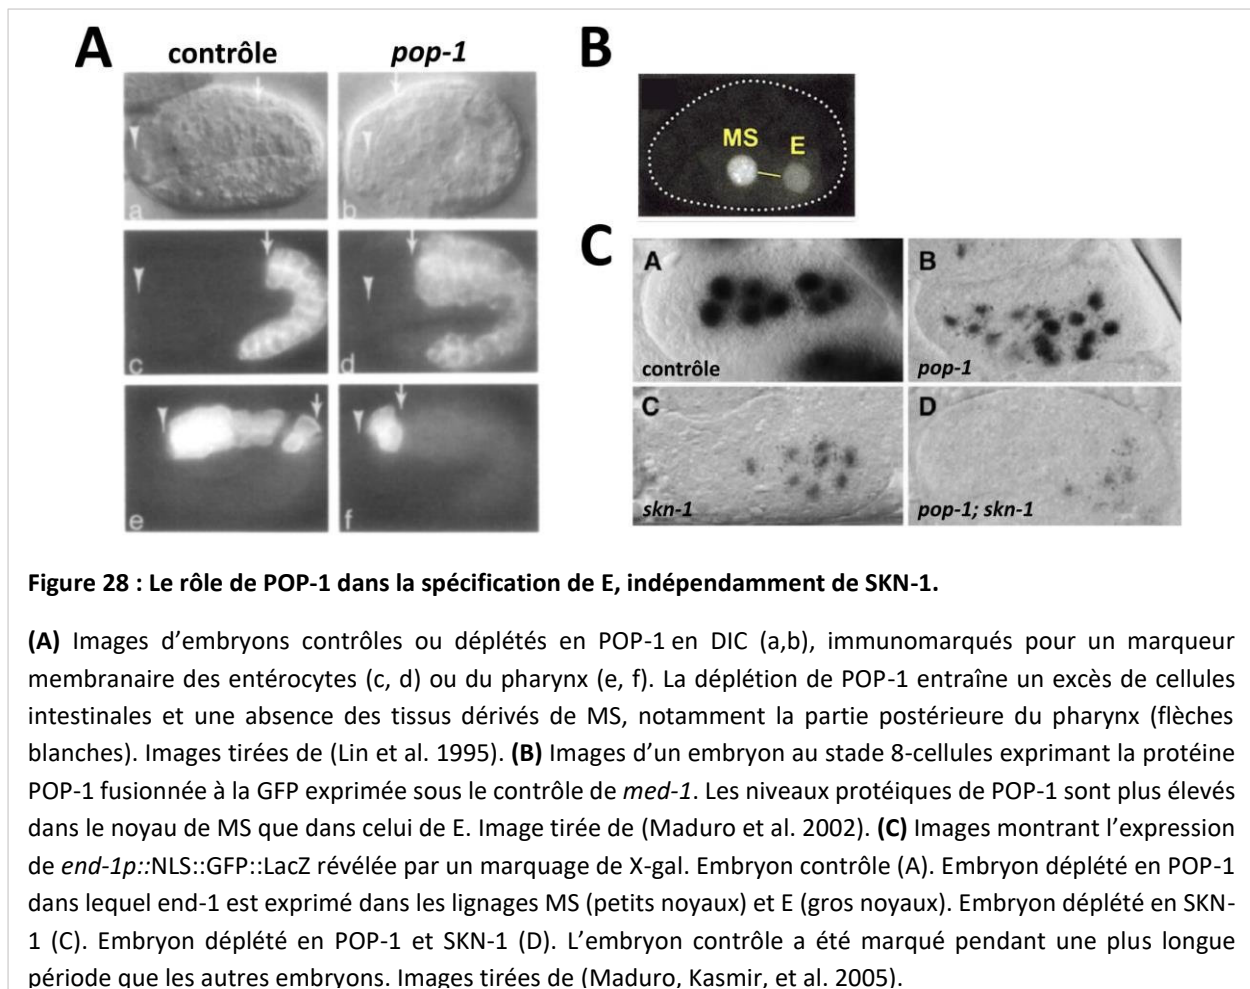 A
contrôle
pop-1
a
b
c
d
e
f
B
MS
E
C
A
contrôle
B
pop-1
C
skn-1
D
pop-1; skn-1
Figure 28 : Le rôle de POP-1 dans la spécification de E, indépendamment de SKN-1.
(A) Images d’embryons contrôles ou déplétés en POP-1 en DIC (a,b), immunomarqués pour un marqueur
membranaire des entérocytes (c, d) ou du pharynx (e, f). La déplétion de POP-1 entraîne un excès de cellules
intestinales et une absence des tissus dérivés de MS, notamment la partie postérieure du pharynx (flèches
blanches). Images tirées de (Lin et al. 1995). (B) Images d’un embryon au stade 8-cellules exprimant la protéine
POP-1 fusionnée à la GFP exprimée sous le contrôle de med-1. Les niveaux protéiques de POP-1 sont plus élevés
dans le noyau de MS que dans celui de E. Image tirée de (Maduro et al. 2002). (C) Images montrant l’expression
de end-1p::NLS::GFP::LacZ révélée par un marquage de X-gal. Embryon contrôle (A). Embryon déplété en POP-1
dans lequel end-1 est exprimé dans les lignages MS (petits noyaux) et E (gros noyaux). Embryon déplété en SKN-
1 (C). Embryon déplété en POP-1 et SKN-1 (D). L’embryon contrôle a été marqué pendant une plus longue
période que les autres embryons. Images tirées de (Maduro, Kasmir, et al. 2005).